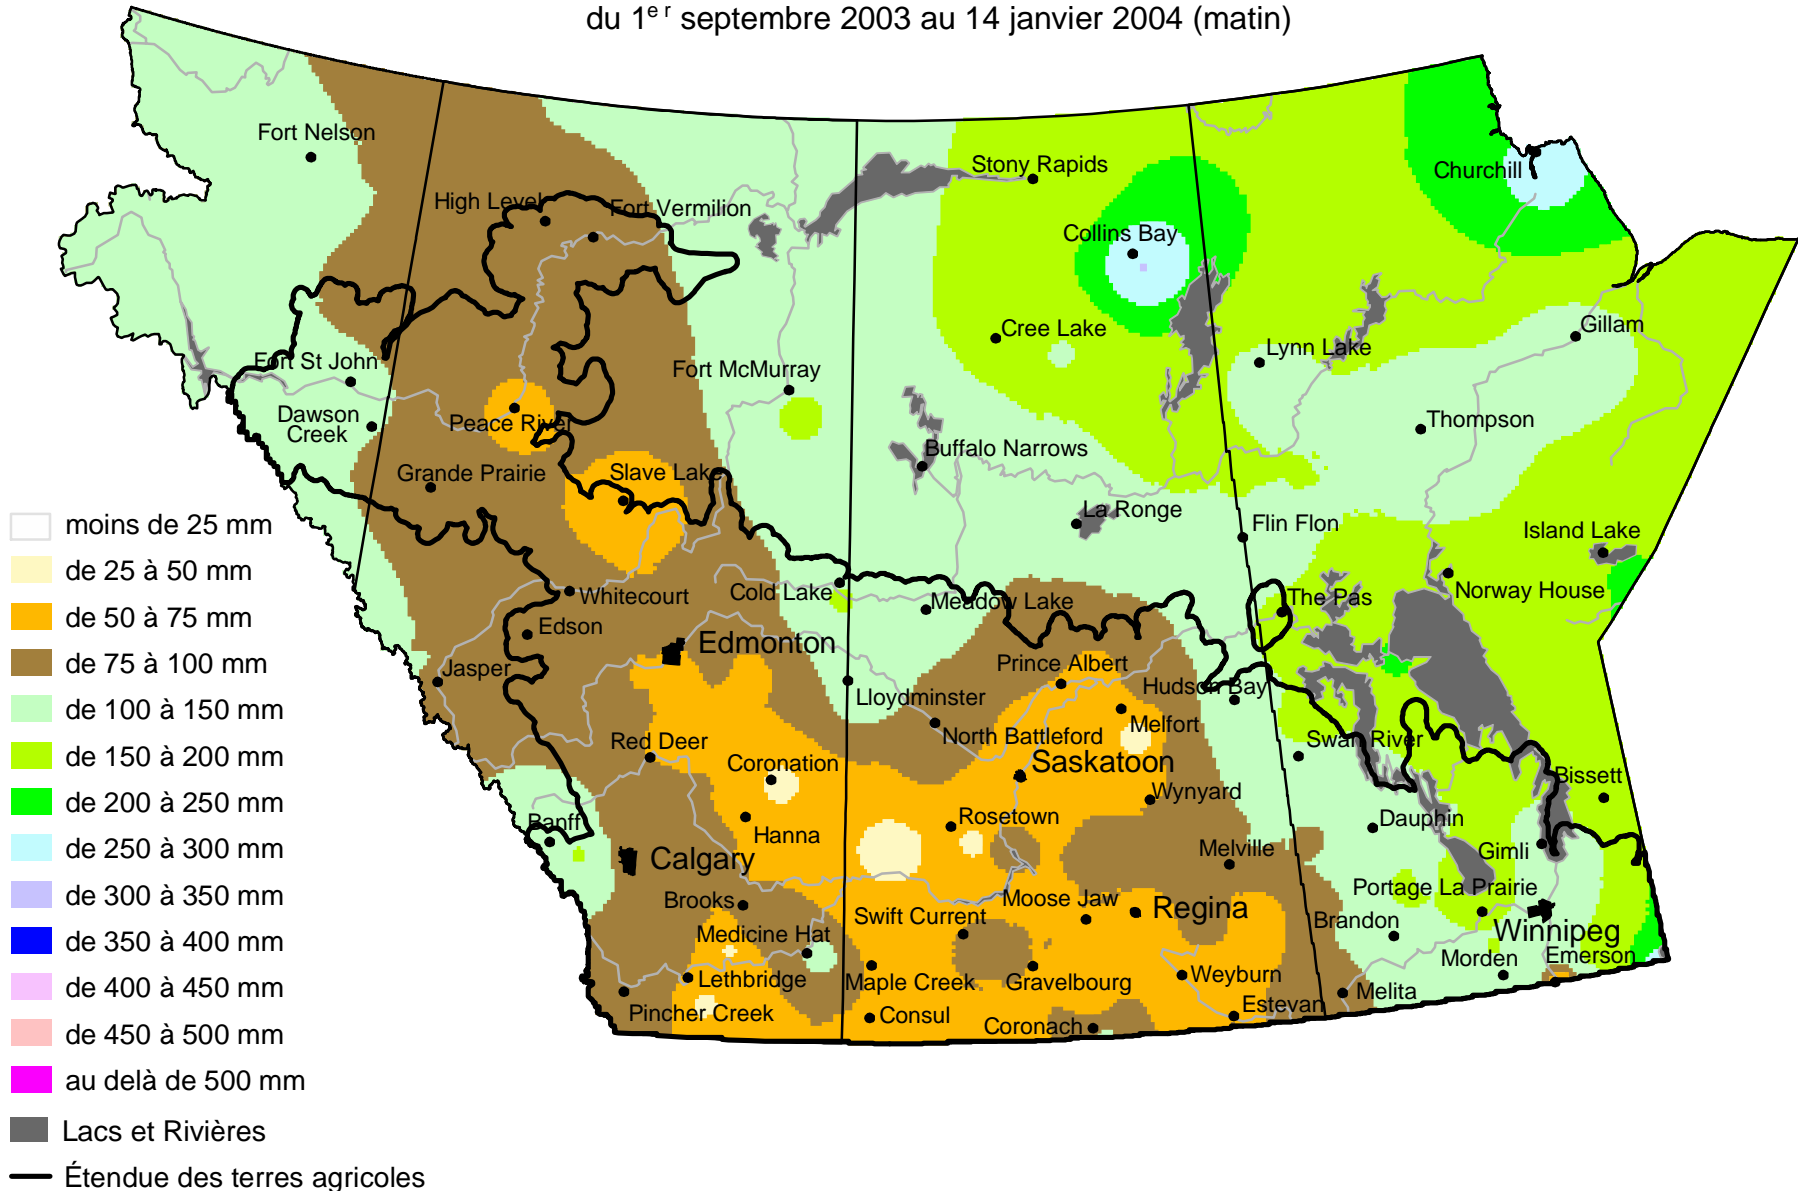 du 1er septembre 2003 au 14 janvier 2004 (matin)
Fort Nelson
Stony Rapids
Churchill
High Level
Fort Vermilion
Collins Bay
Gillam
Cree Lake
Lynn Lake
Fort St John
Fort McMurray
Dawson
Creek
Peace River
Thompson
Buffalo Narrows
Grande Prairie
Slave Lake
La Ronge
Flin Flon
Island Lake
Whitecourt
Cold Lake
Meadow Lake
The Pas
Norway House
Edson
Edmonton
Jasper
Prince Albert
Hudson Bay
Lloydminster
Melfort
North Battleford
Red Deer
Coronation
Saskatoon
Swan River
Bissett
Wynyard
Banff
Hanna
Rosetown
Dauphin
Calgary
Melville
Gimli
Portage La Prairie
Brooks
Swift Current
Moose Jaw
Regina
Brandon
Winnipeg
Medicine Hat
Emerson
Lethbridge
Maple Creek
Gravelbourg
Weyburn
Morden
Melita
Pincher Creek
Consul
Coronach
Estevan
moins de 25 mm
de 25 à 50 mm
de 50 à 75 mm
de 75 à 100 mm
de 100 à 150 mm
de 150 à 200 mm
de 200 à 250 mm
de 250 à 300 mm
de 300 à 350 mm
de 350 à 400 mm
de 400 à 450 mm
de 450 à 500 mm
au delà de 500 mm
Lacs et Rivières
Étendue des terres agricoles